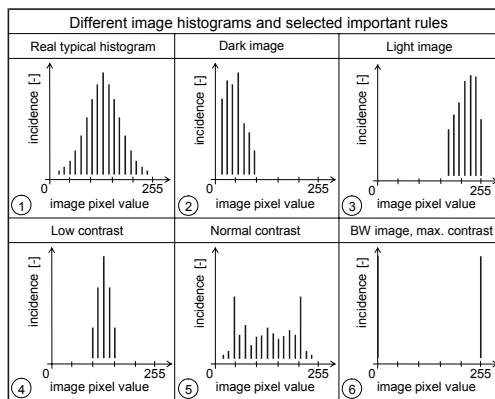 Different image histograms and selected important rules
Real typical histogram
incidence [-]
0
255
image pixel value
1
Dark image
incidence [-]
0
255
image pixel value
2
Light image
incidence [-]
0
255
image pixel value
3
Low contrast
incidence [-]
0
255
image pixel value
4
Normal contrast
incidence [-]
0
255
image pixel value
5
BW image, max. contrast
incidence [-]
0
255
image pixel value
6